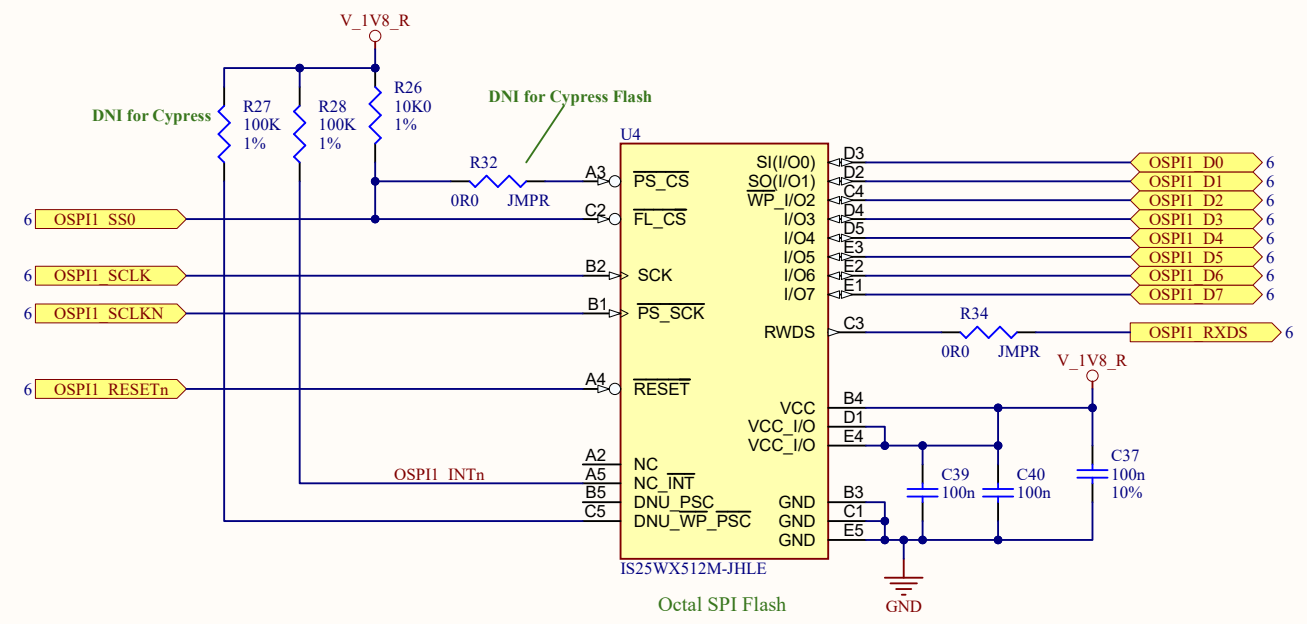 V_1V8_R
DNI for Cypress
R27
100K
1%
R28
100K
1%
R26
10K0
1%
DNI for Cypress Flash
R32
0R0 JMPR
U4
6 OSPI1_SS0
6 OSPI1_SCLK
6 OSPI1_SCLKN
6 OSPI1_RESETn
OSPI1_INTn
A3 PS_CS
C2 FL_CS
B2 SCK
B1 PS_SCK
A4 RESET
A2 NC
A5 NC_INT
B5 DNU_PSC
C5 DNU_WP_PSC
SI(I/O0) D3 OSPI1_D0 6
SO(I/O1) D2 OSPI1_D1 6
WP_I/O2 C4 OSPI1_D2 6
I/O3 D4 OSPI1_D3 6
I/O4 D5 OSPI1_D4 6
I/O5 E3 OSPI1_D5 6
I/O6 E2 OSPI1_D6 6
I/O7 E1 OSPI1_D7 6
RWDS C3
R34
0R0 JMPR
OSPI1_RXDS 6
V_1V8_R
VCC B4
VCC_I/O D1
VCC_I/O E4
GND B3
GND C1
GND E5
C39
100n
C40
100n
C37
100n
10%
GND
IS25WX512M-JHLE
Octal SPI Flash